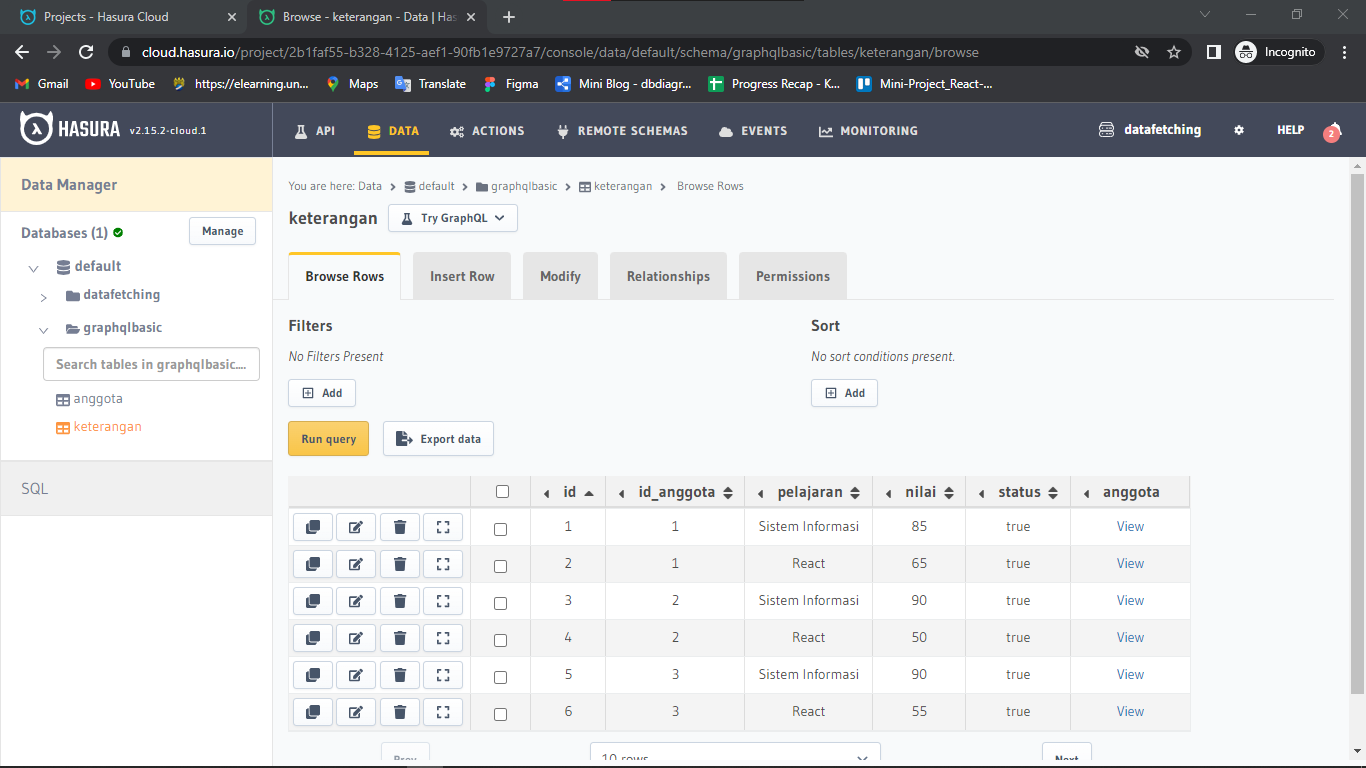 Projects - Hasura Cloud
Browse - keterangan - Data | Has
cloud.hasura.io/project/2b1faf55-b328-4125-aef1-90fb1e9727a7/console/data/default/schema/graphqlbasic/tables/keterangan/browse
Incognito
Gmail YouTube https://elearning.un... Maps Translate Figma Mini Blog - dbdiagr... Progress Recap - K... Mini-Project_React-...
HASURA v2.15.2-cloud.1
API DATA ACTIONS REMOTE SCHEMAS EVENTS MONITORING datafetching HELP 2
Data Manager
Databases (1) Manage
default
datafetching
graphqlbasic
Search tables in graphqlbasic....
anggota
keterangan
SQL
You are here: Data > default > graphqlbasic > keterangan > Browse Rows
keterangan Try GraphQL
Browse Rows Insert Row Modify Relationships Permissions
Filters Sort
No Filters Present No sort conditions present.
Add Add
Run query Export data
id id_anggota pelajaran nilai status anggota
1 1 Sistem Informasi 85 true View
2 1 React 65 true View
3 2 Sistem Informasi 90 true View
4 2 React 50 true View
5 3 Sistem Informasi 90 true View
6 3 React 55 true View
Prev 10 rows Next